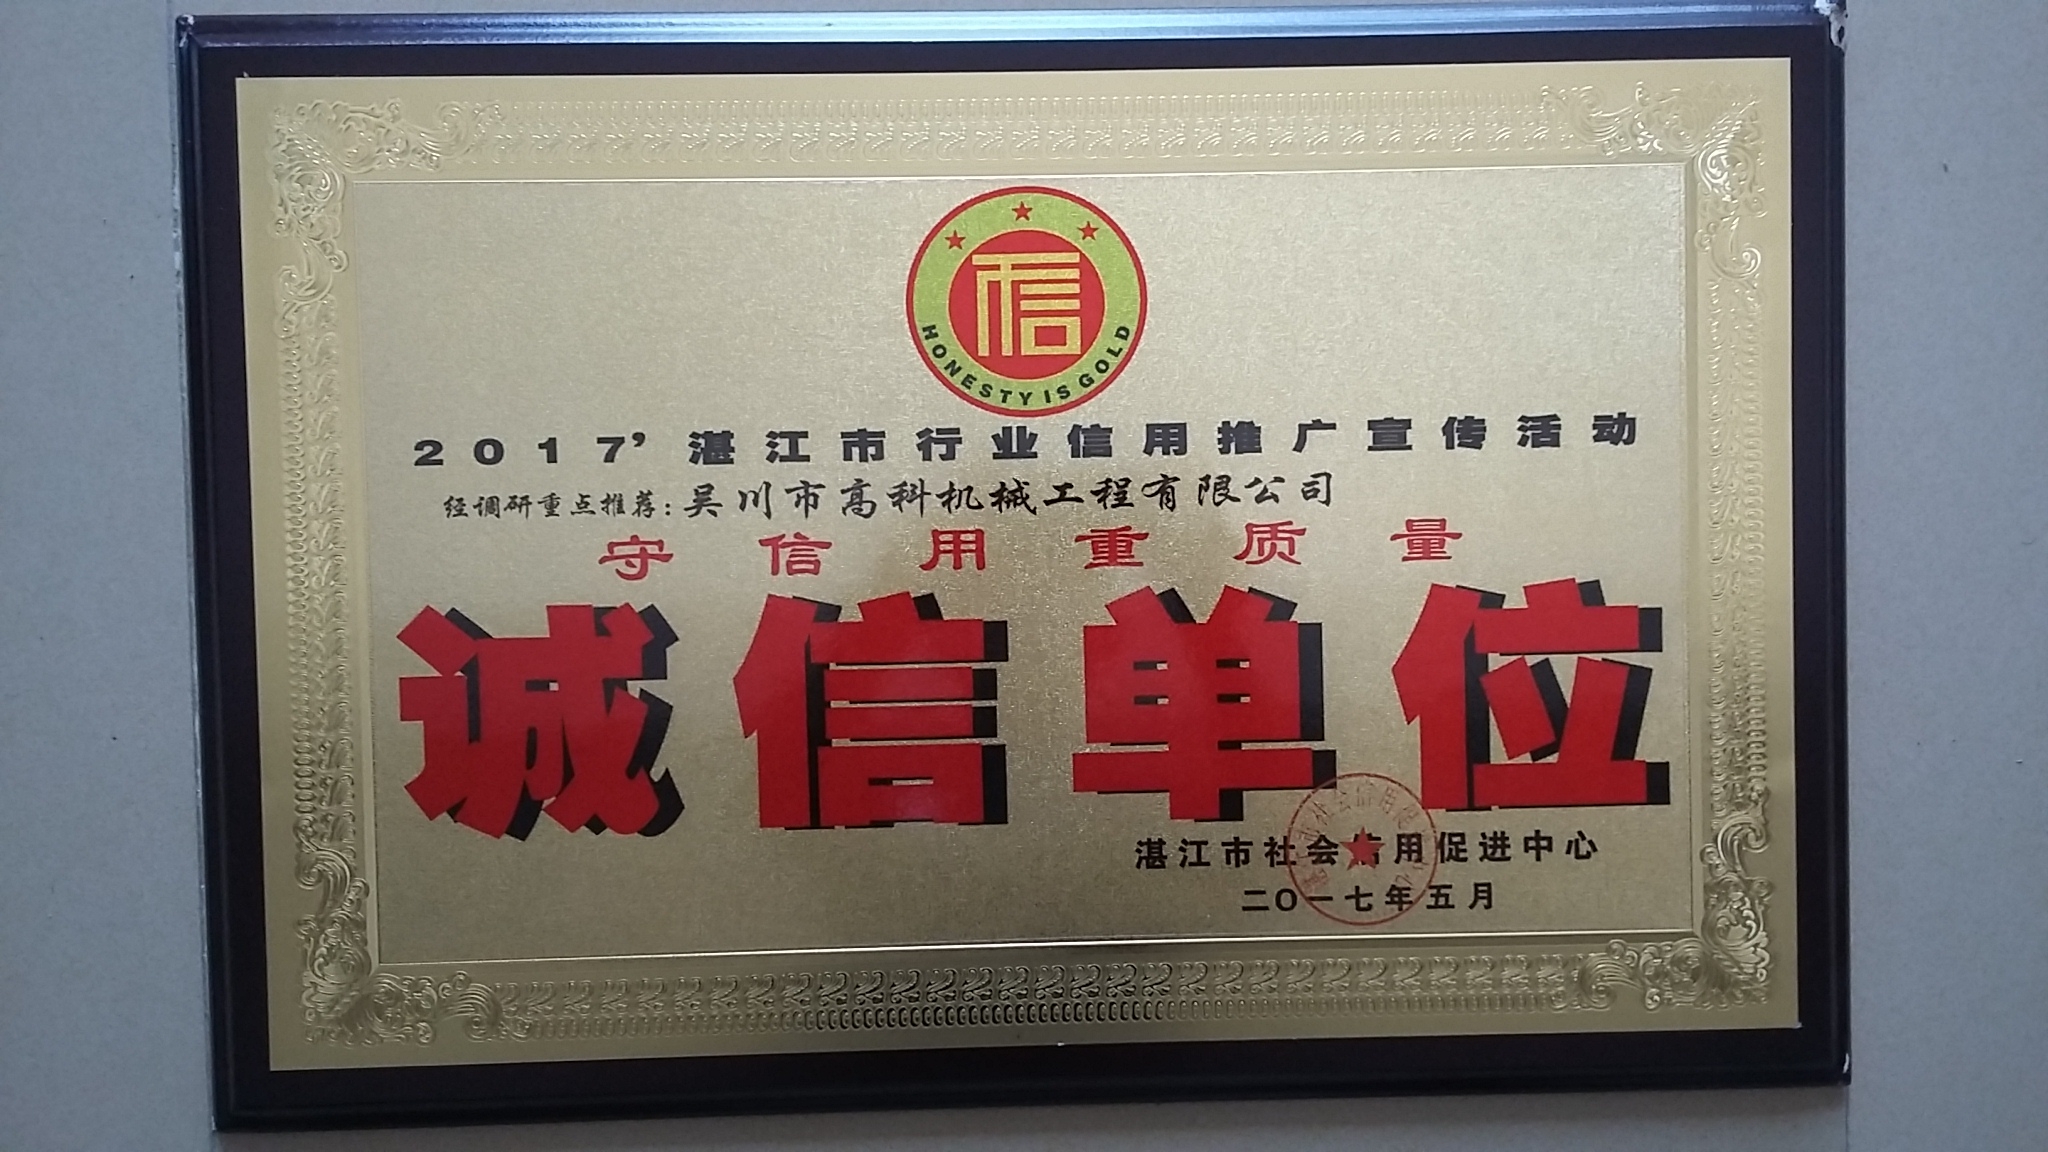 信
HONESTY IS GOLD
2017’湛江市行业信用推广宣传活动
经调研重点推荐:吴川市高科机械工程有限公司
守信用重质量
诚信单位
湛江市社会信用促进中心
二O一七年五月